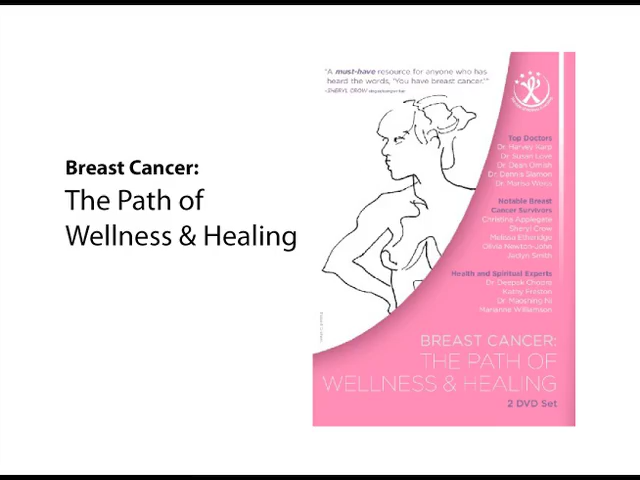 Breast Cancer:
The Path of
Wellness & Healing
"A must-have resource for anyone who has
heard the words, 'You have breast cancer.'"
-SHERYL CROW
Top Doctors
Dr. Harvey Karp
Dr. Susan Love
Dr. Dean Ornish
Dr. Dennis Slamon
Dr. Marisa Weiss
Notable Breast
Cancer Survivors
Christina Applegate
Sheryl Crow
Melissa Etheridge
Olivia Newton-John
Jaclyn Smith
Health and Spiritual Experts
Dr. Deepak Chopra
Kathy Freston
Dr. Maoshing Ni
Marianne Williamson
BREAST CANCER:
THE PATH OF
WELLNESS & HEALING
2 DVD Set